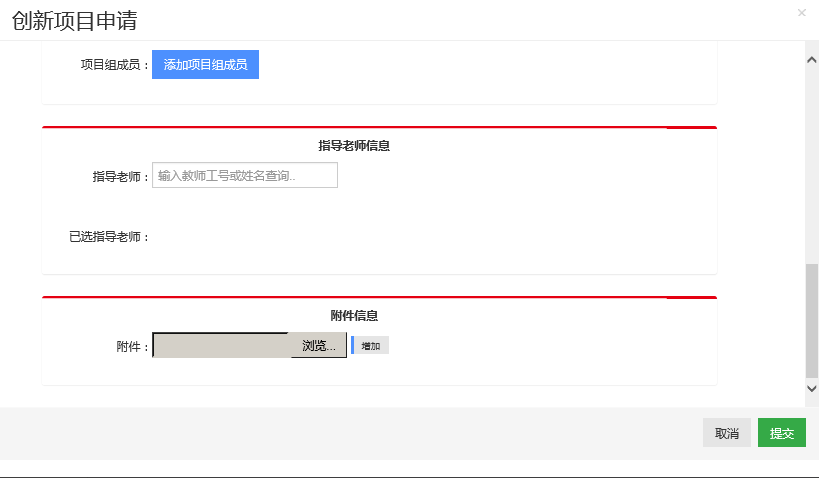 创新项目申请
×
项目组成员： 添加项目组成员
指导老师信息
指导老师： 输入教师工号或姓名查询..
已选指导老师：
附件信息
附件： 浏览... 增加
取消 提交